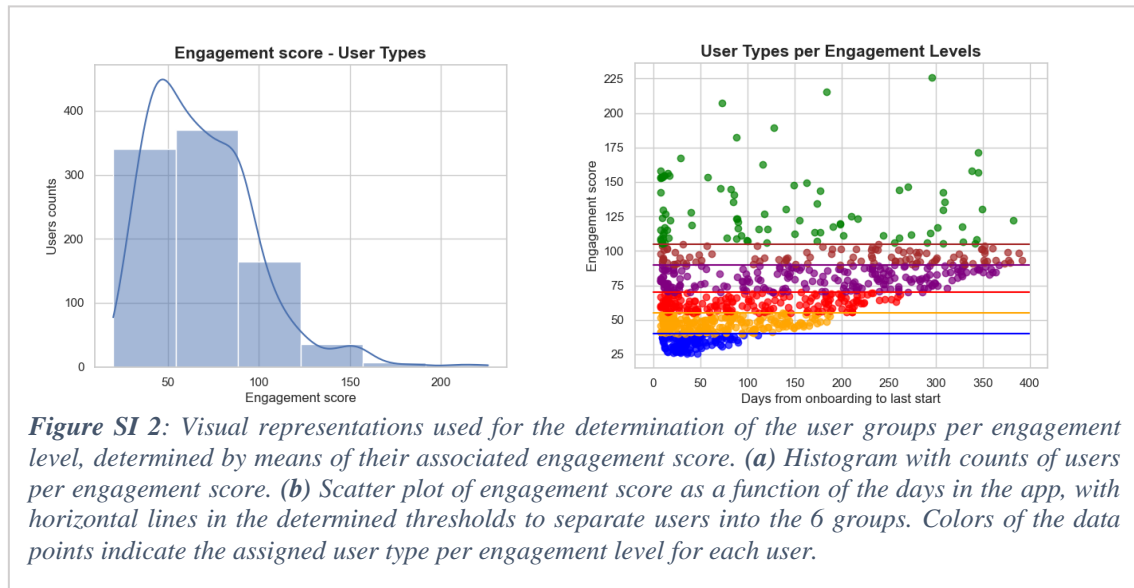 Engagement score - User Types
400
300
200
100
0
Users counts
50
100
150
200
Engagement score
User Types per Engagement Levels
225
200
175
150
125
100
75
50
25
Engagement score
0
50
100
150
200
250
300
350
400
Days from onboarding to last start
Figure SI 2: Visual representations used for the determination of the user groups per engagement
level, determined by means of their associated engagement score. (a) Histogram with counts of users
per engagement score. (b) Scatter plot of engagement score as a function of the days in the app, with
horizontal lines in the determined thresholds to separate users into the 6 groups. Colors of the data
points indicate the assigned user type per engagement level for each user.